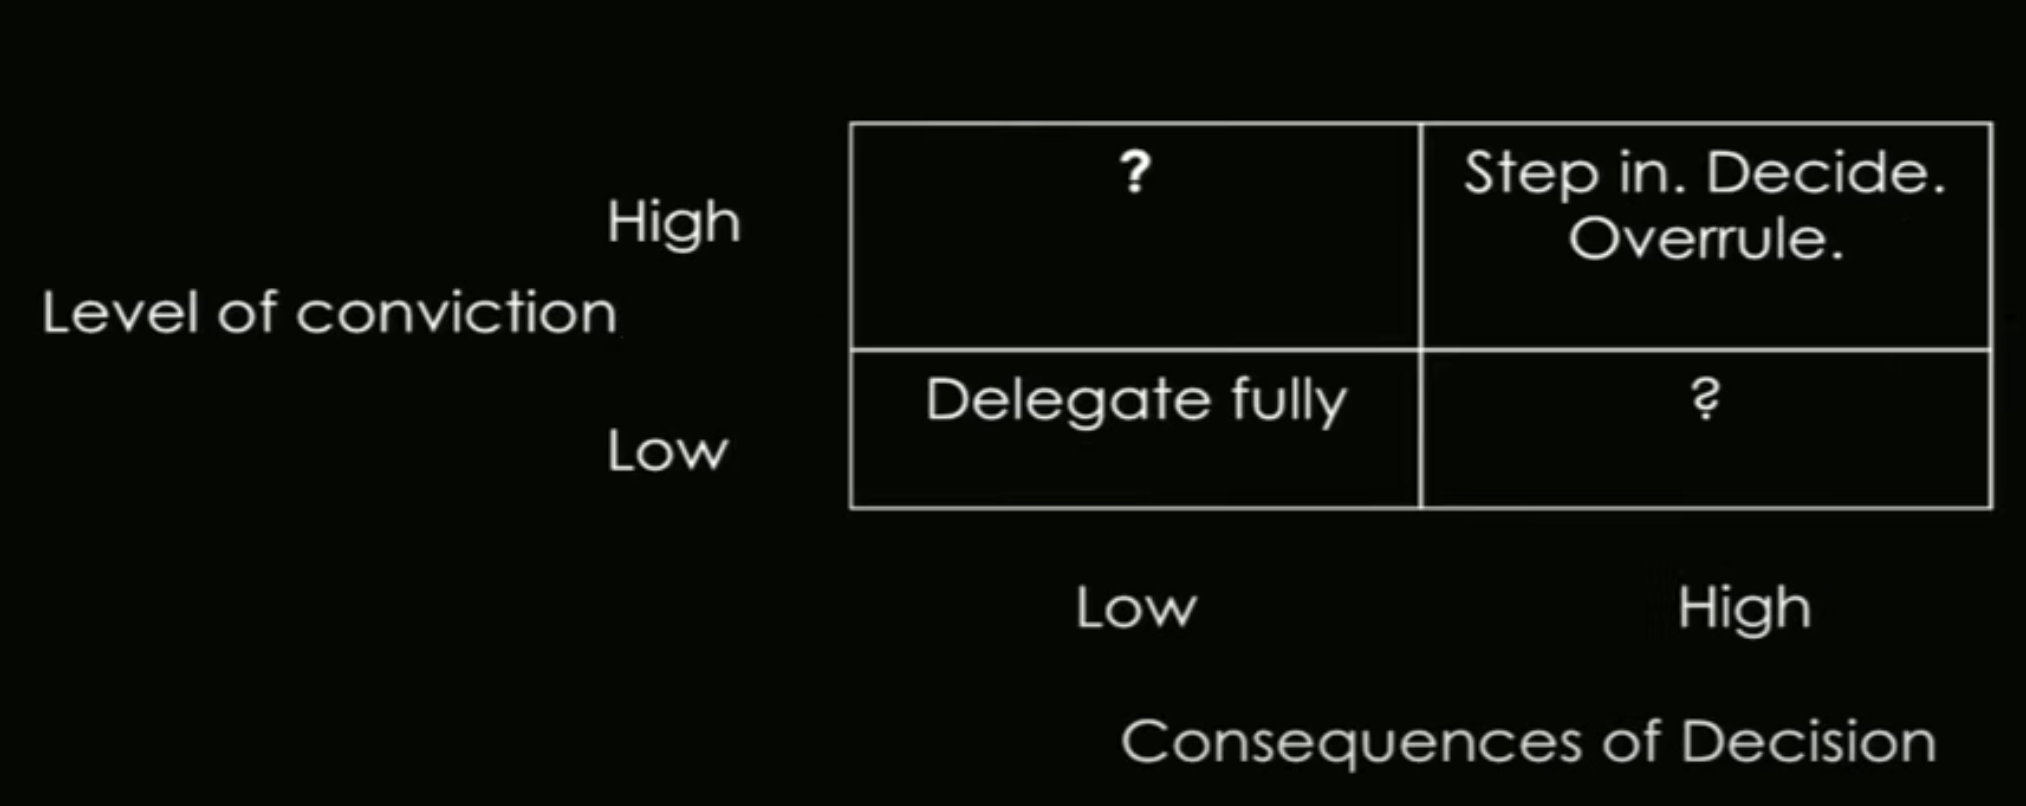 ?
Step in. Decide.
Overrule.
High
Level of conviction
Delegate fully
?
Low
Low
High
Consequences of Decision